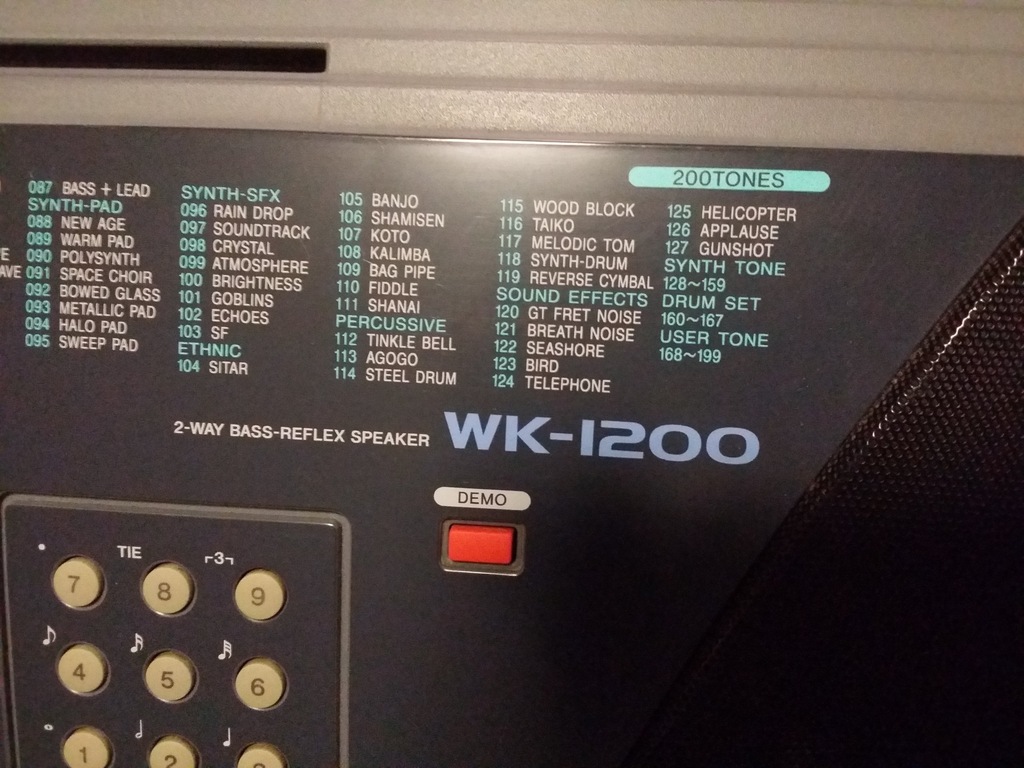 200TONES
087 BASS + LEAD
SYNTH-PAD
088 NEW AGE
089 WARM PAD
090 POLYSYNTH
091 SPACE CHOIR
092 BOWED GLASS
093 METALLIC PAD
094 HALO PAD
095 SWEEP PAD
SYNTH-SFX
096 RAIN DROP
097 SOUNDTRACK
098 CRYSTAL
099 ATMOSPHERE
100 BRIGHTNESS
101 GOBLINS
102 ECHOES
103 SF
ETHNIC
104 SITAR
105 BANJO
106 SHAMISEN
107 KOTO
108 KALIMBA
109 BAG PIPE
110 FIDDLE
111 SHANAI
PERCUSSIVE
112 TINKLE BELL
113 AGOGO
114 STEEL DRUM
115 WOOD BLOCK
116 TAIKO
117 MELODIC TOM
118 SYNTH-DRUM
119 REVERSE CYMBAL
SOUND EFFECTS
120 GT FRET NOISE
121 BREATH NOISE
122 SEASHORE
123 BIRD
124 TELEPHONE
125 HELICOPTER
126 APPLAUSE
127 GUNSHOT
SYNTH TONE
128~159
DRUM SET
160~167
USER TONE
168~199
2-WAY BASS-REFLEX SPEAKER WK-1200
DEMO
TIE 3
7 8 9
4 5 6
1 2